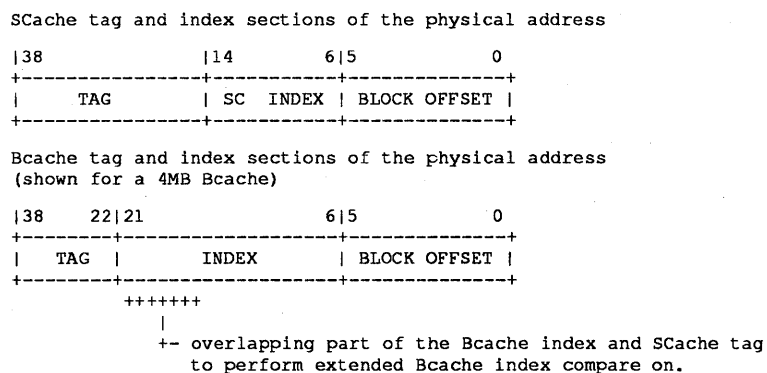 SCache tag and index sections of the physical address
|38                    |14          6|5            0
+-----------------+------------+--------------+
|      TAG        | SC  INDEX | BLOCK OFFSET |
+-----------------+------------+--------------+
Bcache tag and index sections of the physical address
(shown for a 4MB Bcache)
|38     22|21                   6|5            0
+---------+--------------------+--------------+
|   TAG   |        INDEX       | BLOCK OFFSET |
+---------+--------------------+--------------+
+++++++
|
+- overlapping part of the Bcache index and SCache tag
to perform extended Bcache index compare on.